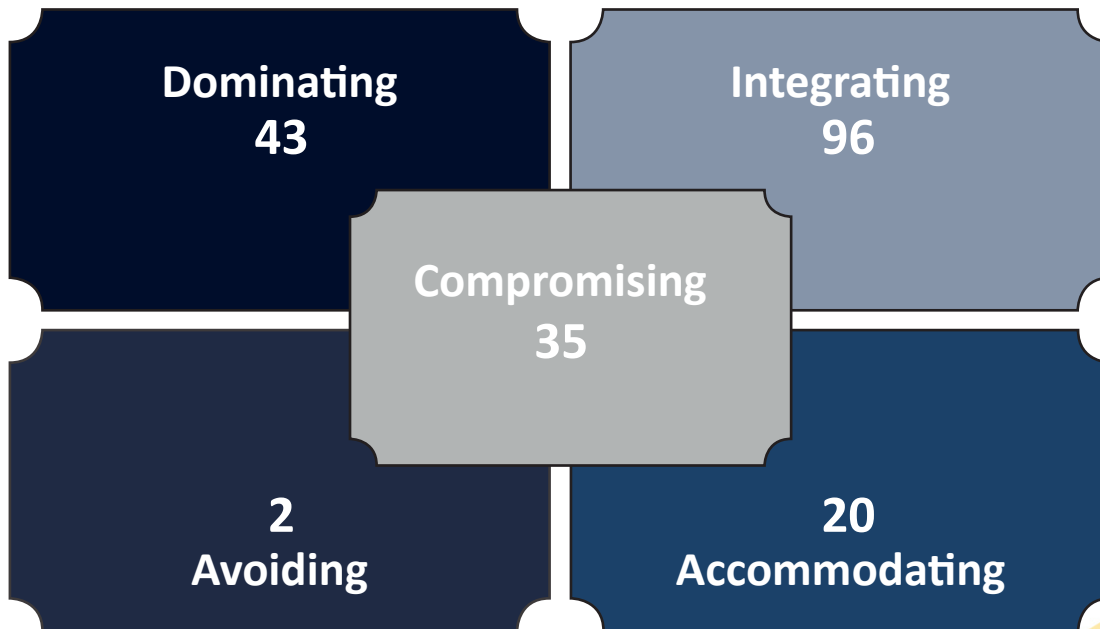 Dominating
43
Integrating
96
Compromising
35
2
Avoiding
20
Accommodating